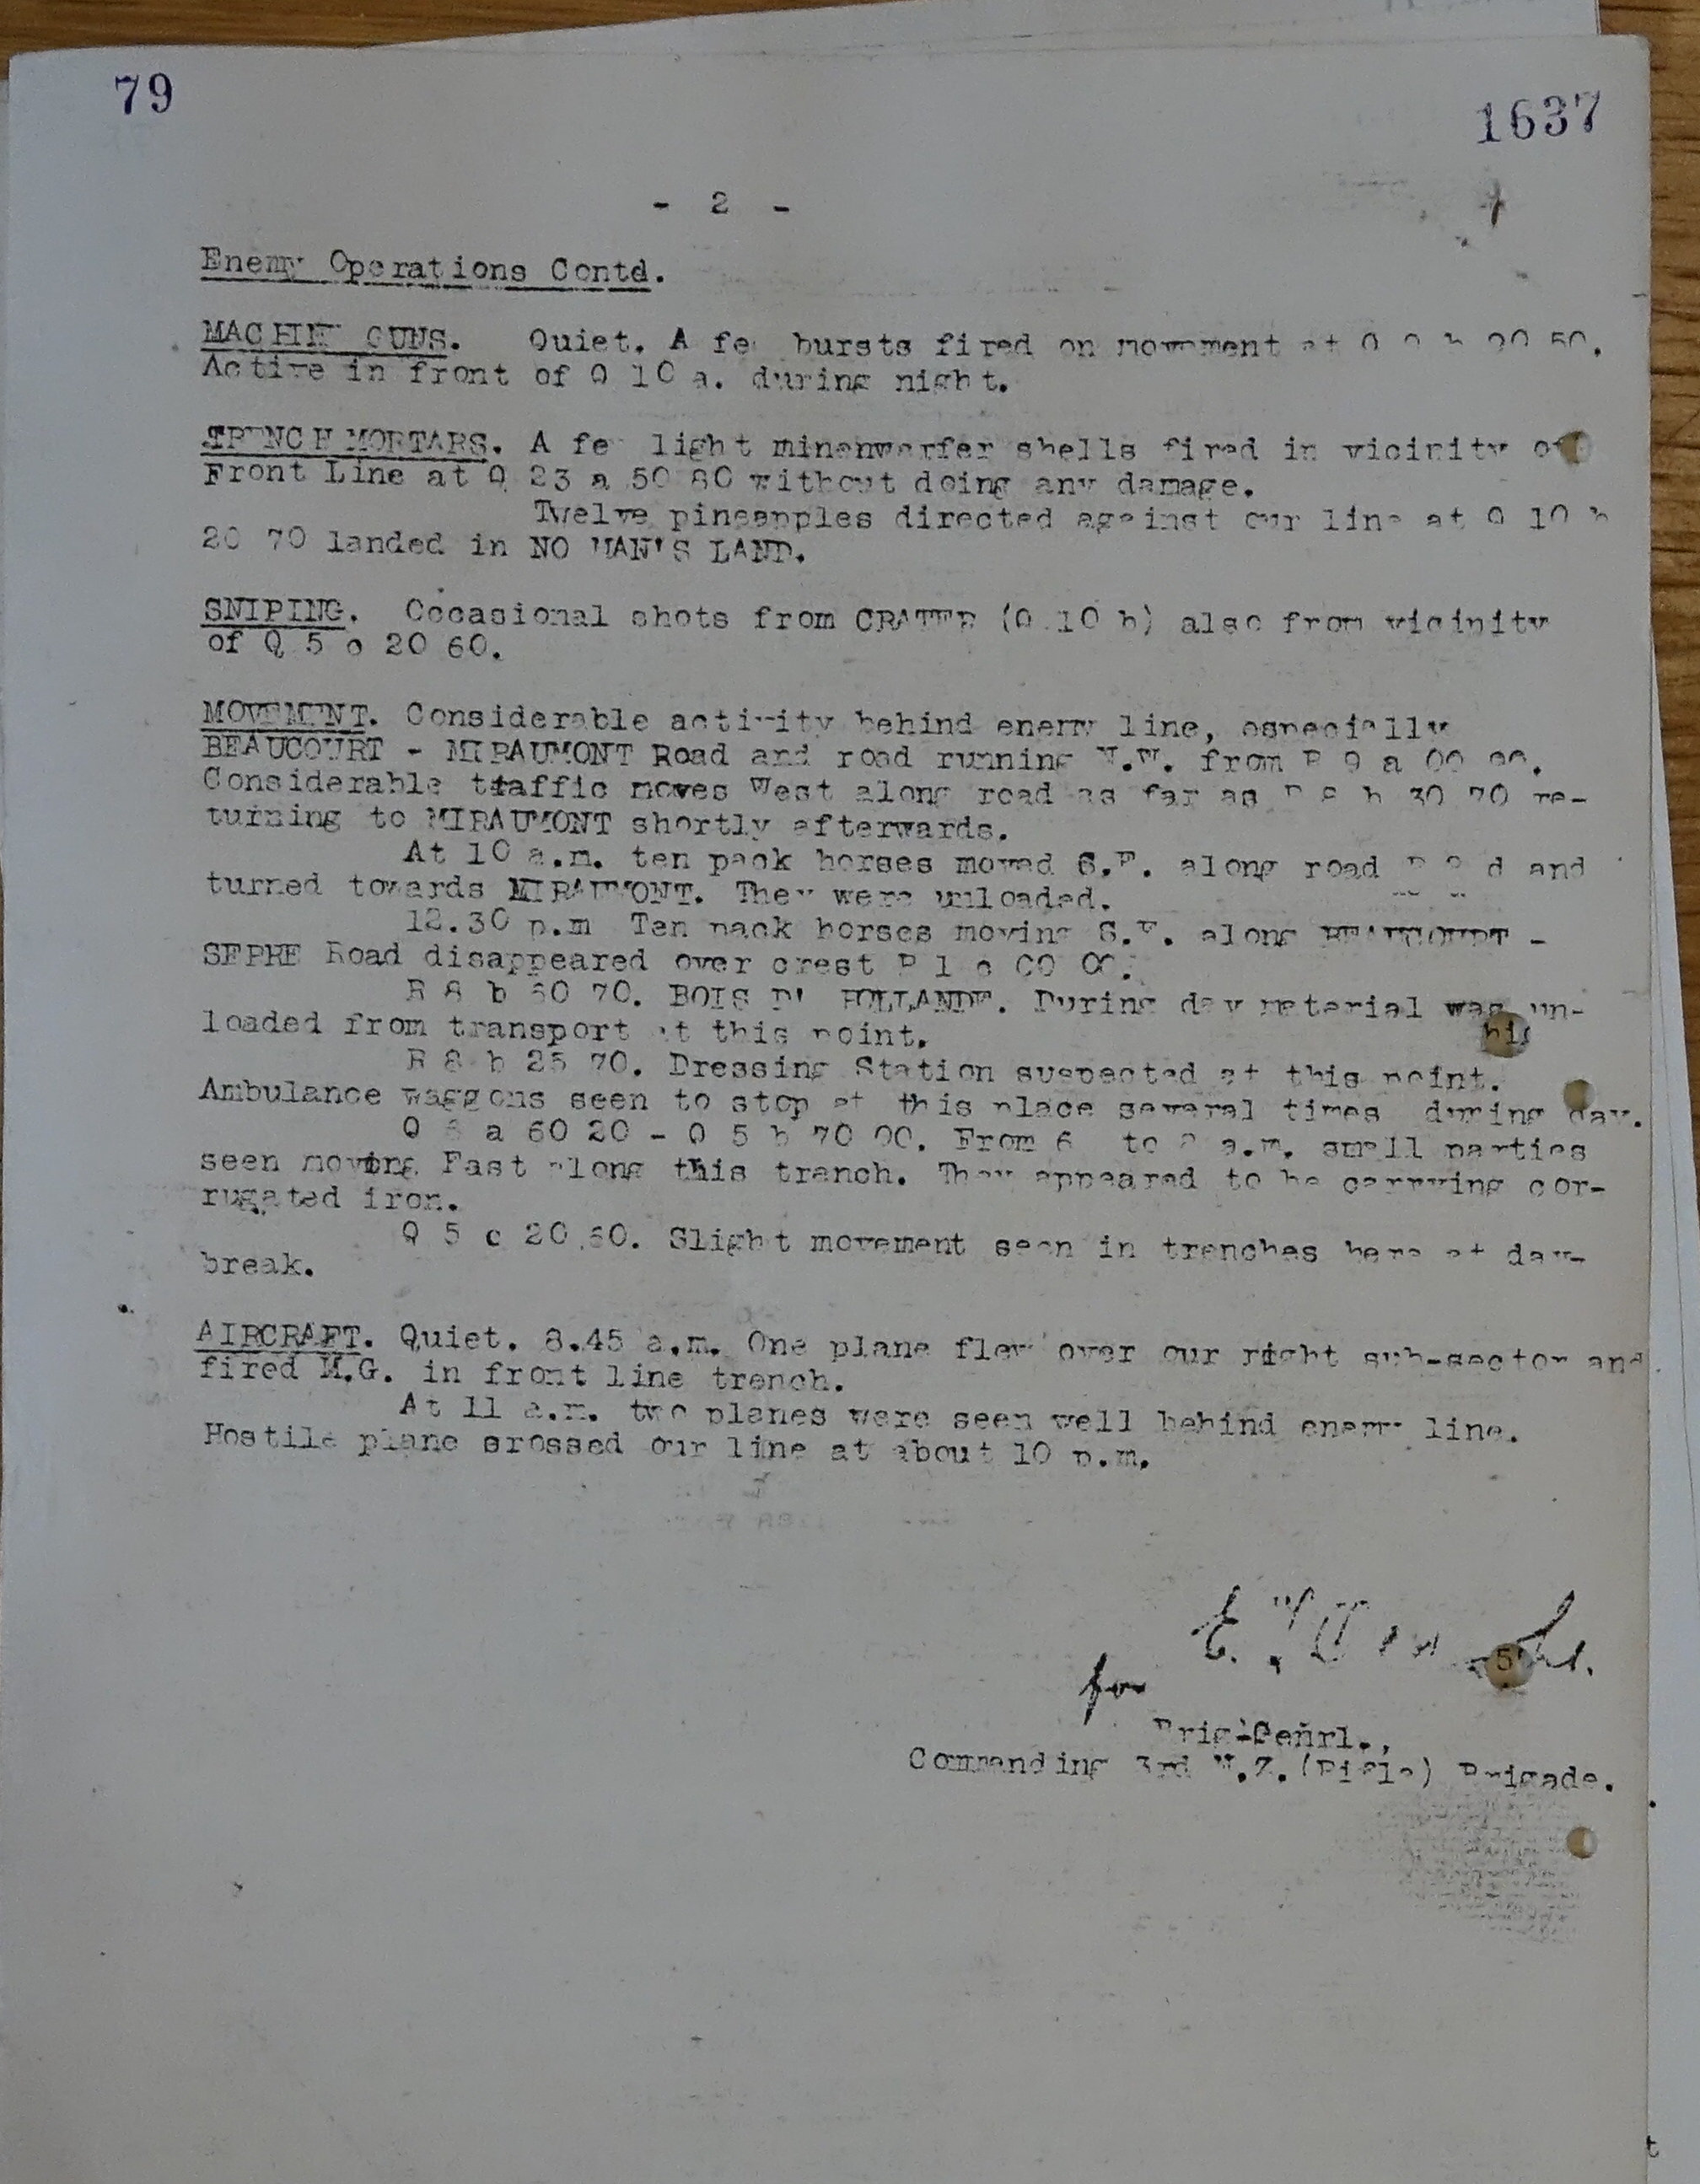 79
1637
- 2 -
Enemy Operations Contd.
MACHINE GUNS. Quiet. A few bursts fired on movement at 50.
Active in front of Q 10 a. during night.
TRENCH MORTARS. A few light minenwerfer shells fired in vicinity of
Front Line at Q 23 a 50 80 without doing any damage.
Twelve pineapples directed against our line at Q 10 b
20 70 landed in NO MAN'S LAND.
SNIPING. Occasional shots from CRATER (Q 10 b) also from vicinity
of Q 5 c 20 60.
MOVEMENT. Considerable activity behind enemy line, especially
BEAUCOURT - MIRAUMONT Road and road running N.W. from R 9 a
Considerable traffic moves West along road as far as R 8 b 30 70 re-
turning to MIRAUMONT shortly afterwards.
At 10 a.m. ten pack horses moved S.E. along road d and
turned towards MIRAUMONT. They were unloaded.
12.30 p.m Ten pack horses moving along BEAUCOURT -
SERRE Road disappeared over crest
R 8 b 30 70. BOIS D' HOLLANDE. During day material was un-
loaded from transport at this point.
R 8 b 25 70. Dressing Station suspected at this point.
Ambulance waggons seen to stop at this place several times during day.
Q a 60 20 - Q 5 b 70 00. From 6 to a.m. small parties
seen moving East along this trench. They appeared to be carrying cor-
rugated iron.
Q 5 c 20 60. Slight movement seen in trenches here at day-
break.
AIRCRAFT. Quiet. 8.45 a.m. One plane flew over our right sub-sector and
fired M.G. in front line trench.
At 11 a.m. two planes were seen well behind enemy line.
Hostile plane crossed our line at about 10 p.m.
for
Brig-Genrl.,
Commanding 3rd N.Z.(Rifle) Brigade.